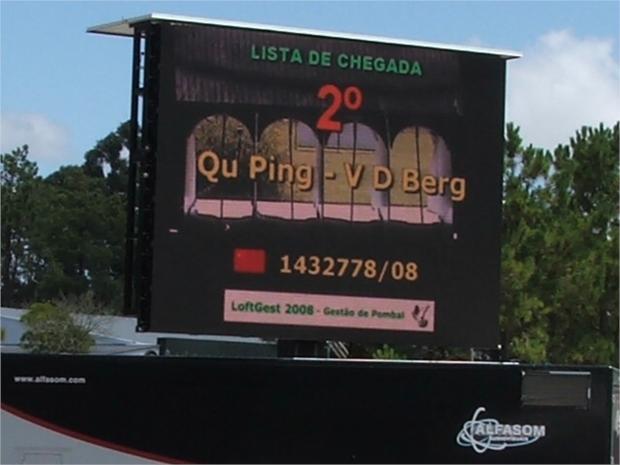 LISTA DE CHEGADA
2º
Qu Ping - V D Berg
1432778/08
LoftGest 2008 - Gestão de Pombal
www.alfasom.com
ALFASOM